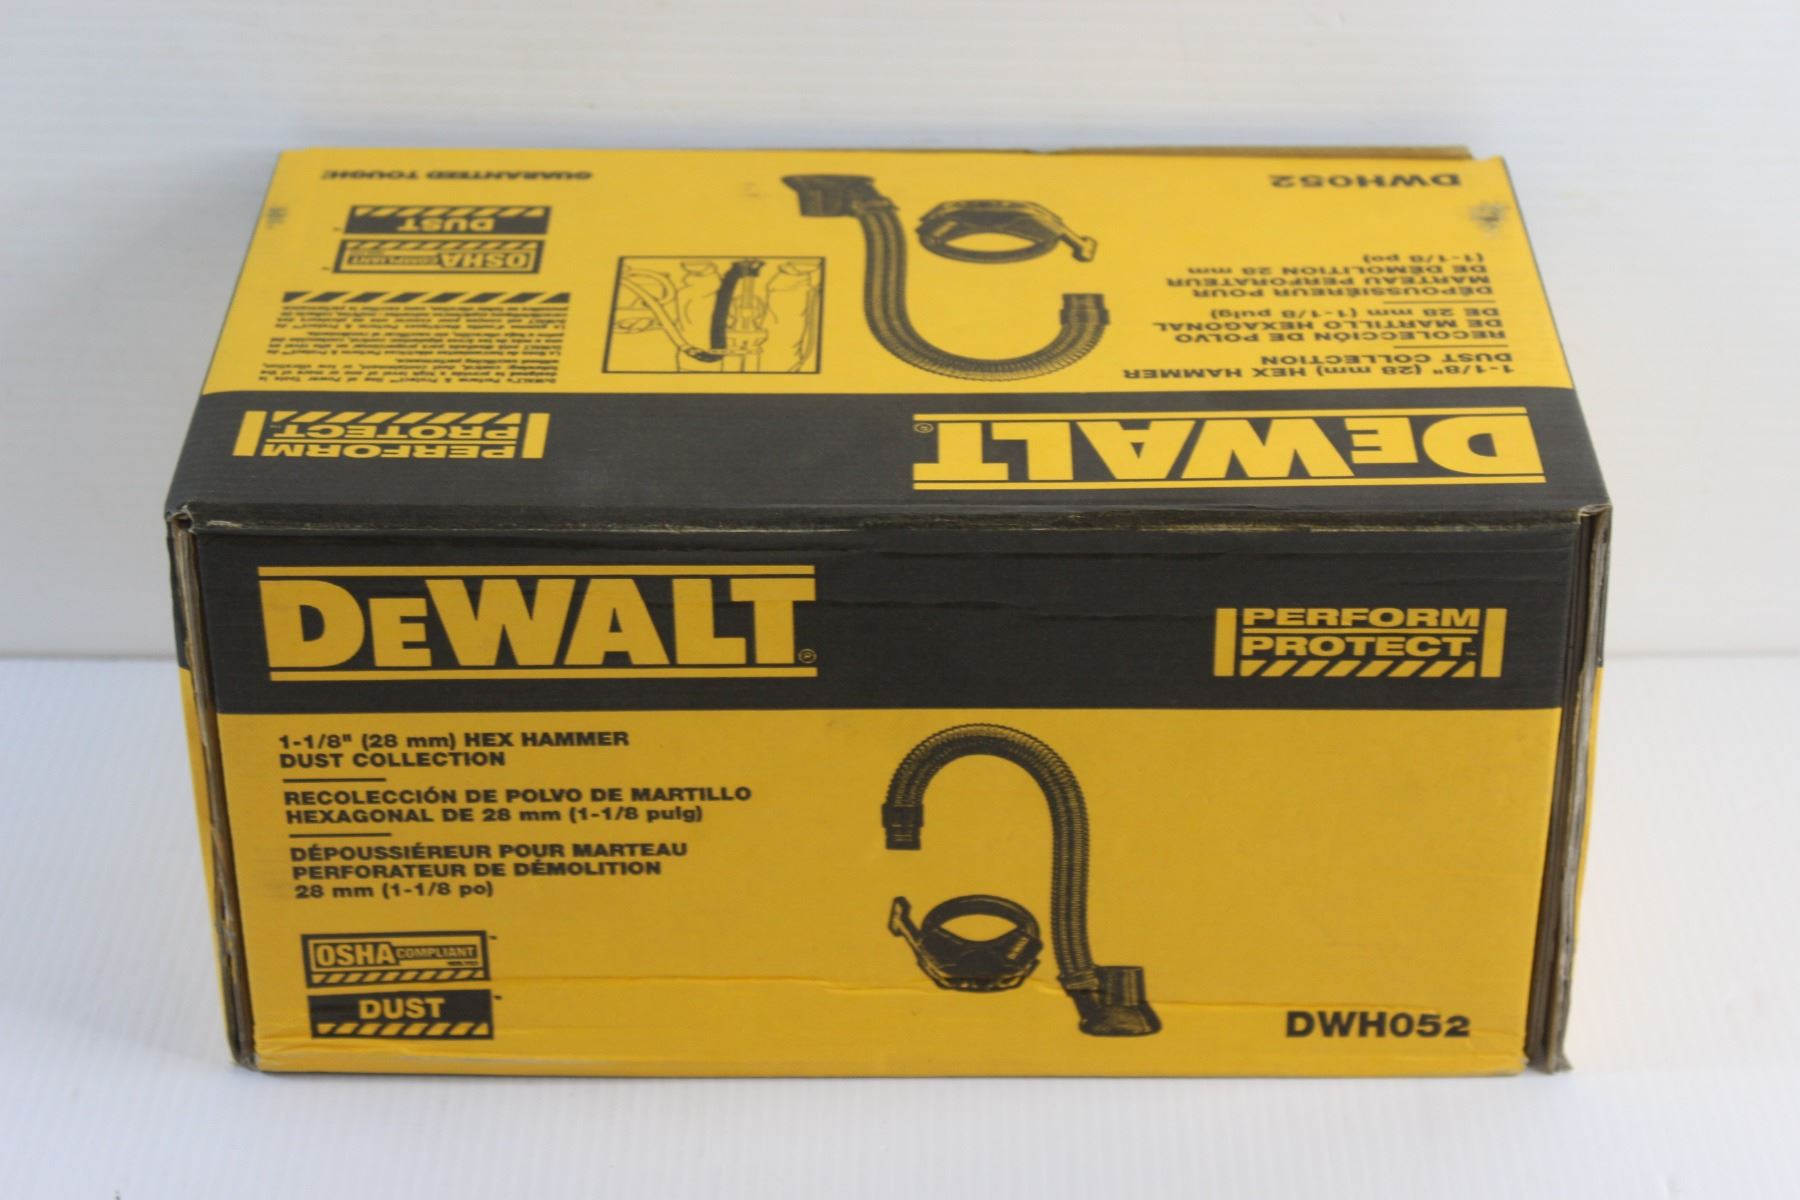 GUARANTEED TOUGH
DEWALT
PERFORM
PROTECT
1-1/8" (28 mm) HEX HAMMER
DUST COLLECTION
RECOLECCIÓN DE POLVO
DE MARTILLO HEXAGONAL
DE 28 mm (1-1/8 pulg)
DÉPOUSSIÉREUR POUR
MARTEAU PERFORATEUR
DE DÉMOLITION 28 mm
(1-1/8 po)
DWH052
OSHA COMPLIANT
DUST
DEWALT
PERFORM
PROTECT
1-1/8" (28 mm) HEX HAMMER
DUST COLLECTION
RECOLECCIÓN DE POLVO DE MARTILLO
HEXAGONAL DE 28 mm (1-1/8 pulg)
DÉPOUSSIÉREUR POUR MARTEAU
PERFORATEUR DE DÉMOLITION
28 mm (1-1/8 po)
OSHA COMPLIANT
DUST
DWH052